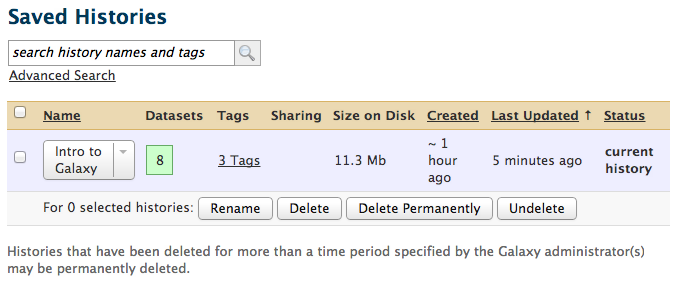 Saved Histories
search history names and tags
Advanced Search
Name Datasets Tags Sharing Size on Disk Created Last Updated ↑ Status
Intro to Galaxy 8 3 Tags 11.3 Mb ~ 1 hour ago 5 minutes ago current history
For 0 selected histories: Rename Delete Delete Permanently Undelete
Histories that have been deleted for more than a time period specified by the Galaxy administrator(s)
may be permanently deleted.